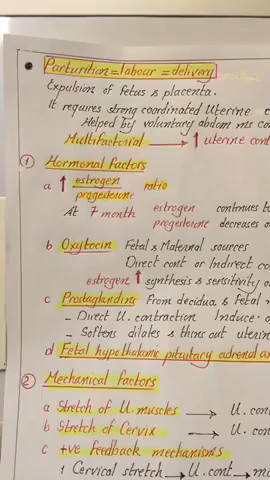 Parturition = labour = delivery
Expulsion of fetus & placenta.
It requires strong coordinated Uterine c
Helped by voluntary abdom ms co
Multifactorial → ↑ uterine cont
① Hormonal factors
a ↑ estrogen ratio
progesterone
At 7 month estrogen continues to
progesterone decreases o
b Oxytocin Fetal & Maternal sources
Direct cont or Indirect co
estrogen ↑ synthesis & sensitivity o
c Prostaglandins From decidua & Fetal
– Direct U. contraction Induce
– Softens dilates & thins out uterin
d Fetal hypothalamic pituitary adrenal a
② Mechanical factors
a Stretch of U. muscles → U. con
b Stretch of Cervix → U. con
c +ve feedback mechanisms
1 Cervical stretch → U. cont → mo